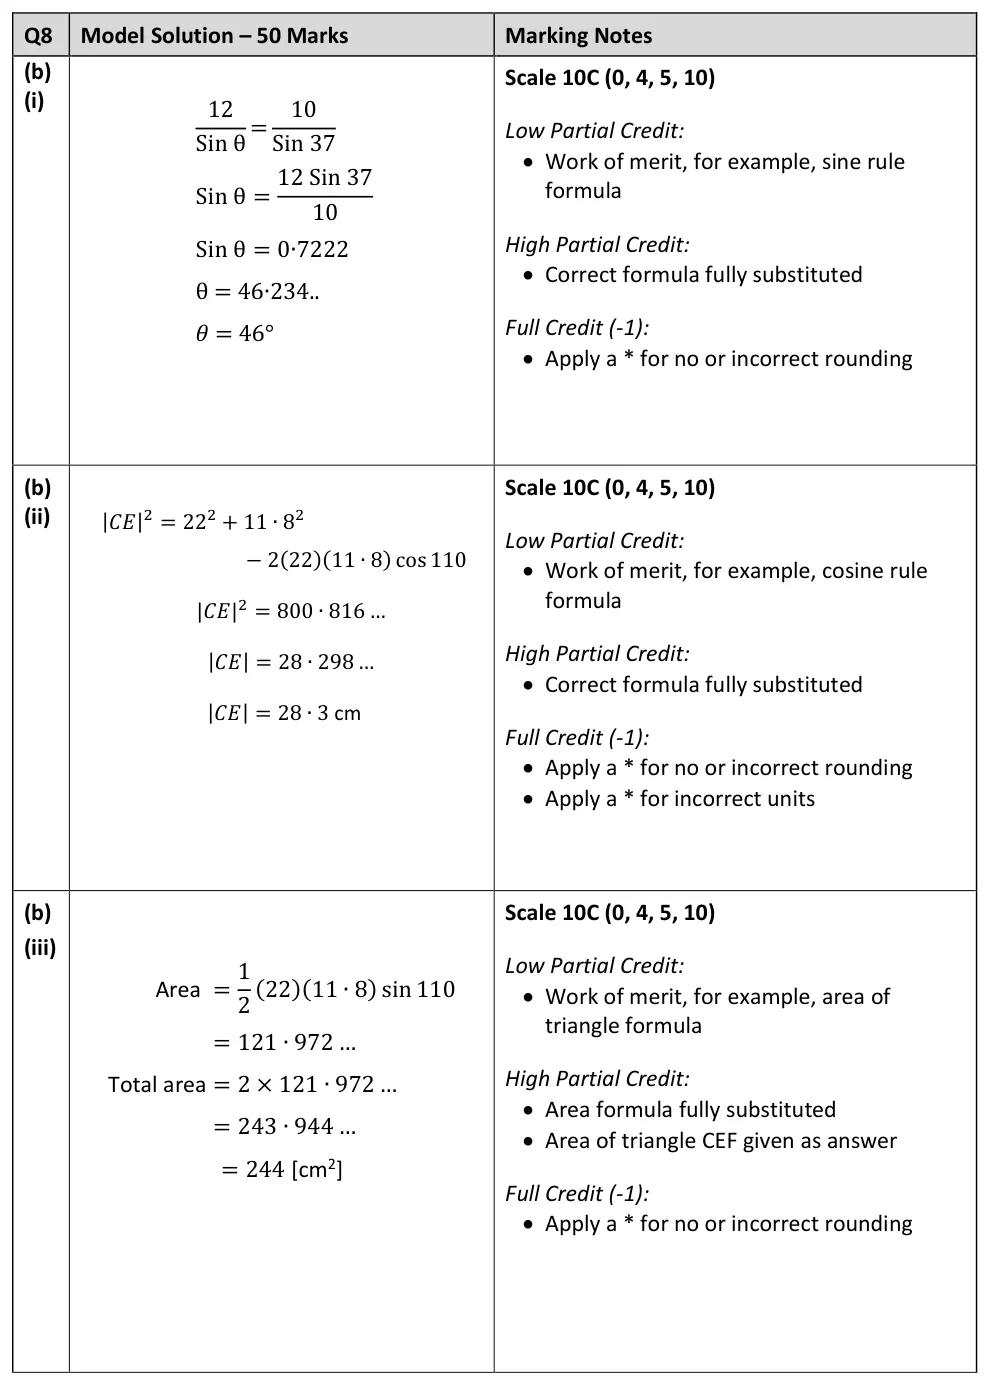 Q8 Model Solution – 50 Marks Marking Notes
(b)
(i)
12/Sin θ = 10/Sin 37
Sin θ = 12 Sin 37/10
Sin θ = 0·7222
θ = 46·234..
θ = 46°
Scale 10C (0, 4, 5, 10)
Low Partial Credit:
• Work of merit, for example, sine rule
formula
High Partial Credit:
• Correct formula fully substituted
Full Credit (-1):
• Apply a * for no or incorrect rounding
(b)
(ii)
|CE|² = 22² + 11 · 8²
− 2(22)(11 · 8) cos 110
|CE|² = 800 · 816 …
|CE| = 28 · 298 …
|CE| = 28 · 3 cm
Scale 10C (0, 4, 5, 10)
Low Partial Credit:
• Work of merit, for example, cosine rule
formula
High Partial Credit:
• Correct formula fully substituted
Full Credit (-1):
• Apply a * for no or incorrect rounding
• Apply a * for incorrect units
(b)
(iii)
Area = 1/2 (22)(11 · 8) sin 110
= 121 · 972 …
Total area = 2 × 121 · 972 …
= 243 · 944 …
= 244 [cm²]
Scale 10C (0, 4, 5, 10)
Low Partial Credit:
• Work of merit, for example, area of
triangle formula
High Partial Credit:
• Area formula fully substituted
• Area of triangle CEF given as answer
Full Credit (-1):
• Apply a * for no or incorrect rounding